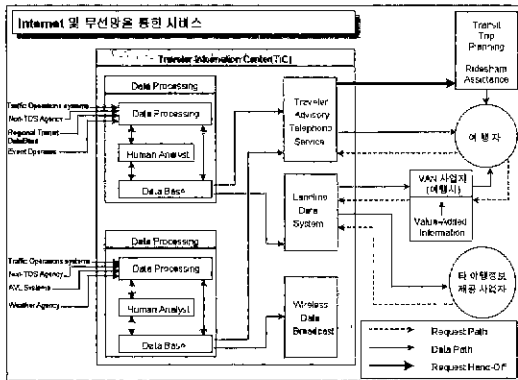 Internet 및 무선망을 통한 서비스
Traveler Information Center(TIC)
Data Processing
Data Processing
Human Analyst
Data Base
Traffic Operations systems
Non-TOS Agency
Regional Transit
DataBase
Event Operators
Data Processing
Data Processing
Human Analyst
Data Base
Traffic Operations systems
Non-TOS Agency
AVL Systems
Weather Agency
Traveler
Advisory
Telephone
Service
Landline
Data
System
Wireless
Data
Broadcast
Transit
Trip
Planning
Rideshare
Assistance
여행자
VAN 사업자
(여행사)
Value-Added
Information
타 여행정보
제공 사업자
Request Path
Data Path
Request Hand-Off